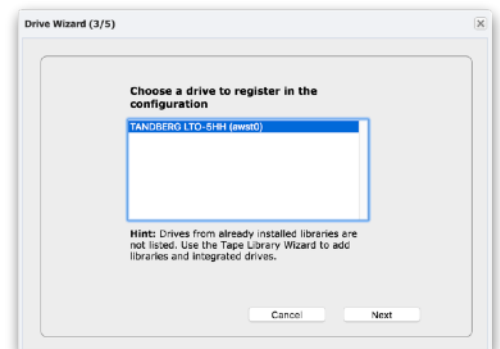 Drive Wizard (3/5)
Choose a drive to register in the
configuration
TANDBERG LTO-5HH (awst0)
Hint: Drives from already installed libraries are
not listed. Use the Tape Library Wizard to add
libraries and integrated drives.
Cancel Next